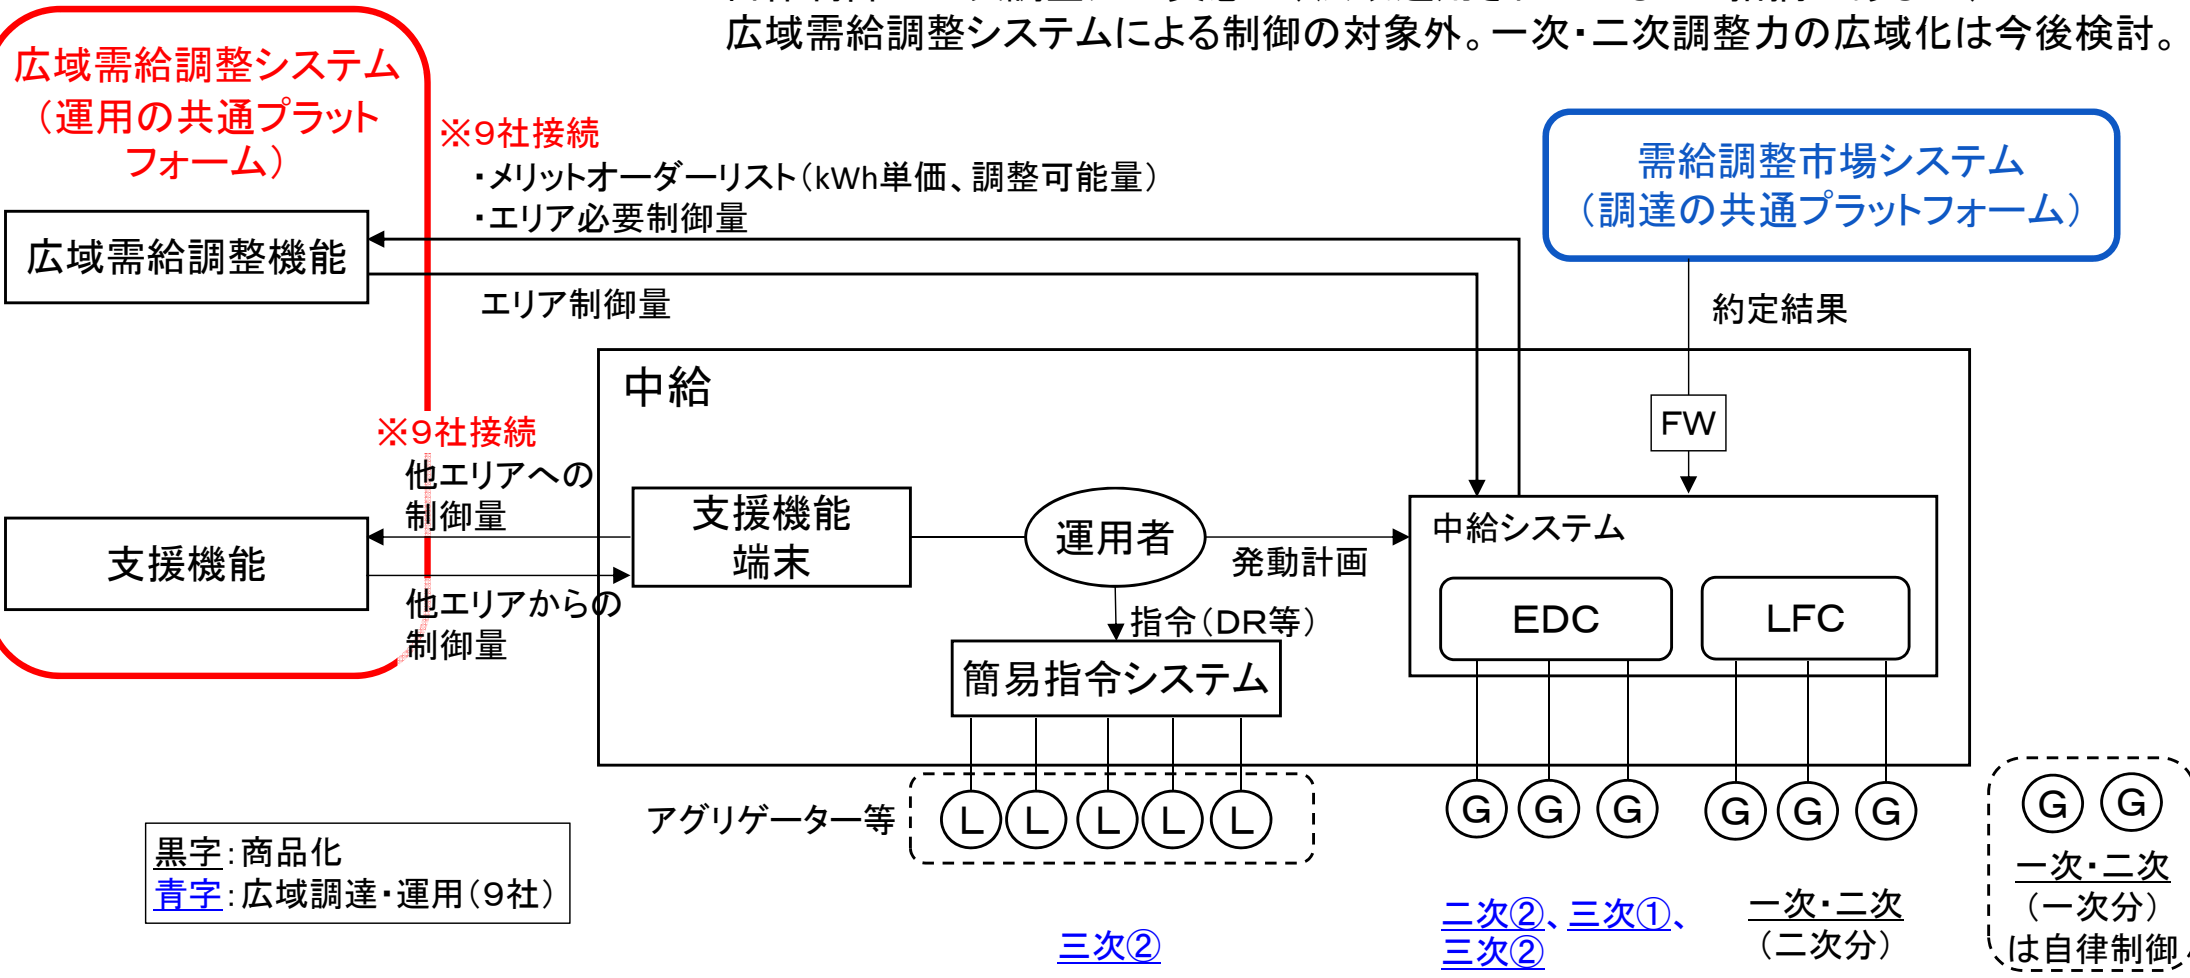 広域需給調整システムによる制御の対象外。一次・二次調整力の広域化は今後検討。
広域需給調整システム
（運用の共通プラット
フォーム）
※9社接続
・メリットオーダーリスト（kWh単価、調整可能量）
・エリア必要制御量
需給調整市場システム
（調達の共通プラットフォーム）
広域需給調整機能
エリア制御量
約定結果
中給
FW
※9社接続
他エリアへの
制御量
支援機能
支援機能
端末
運用者
発動計画
中給システム
他エリアからの
制御量
指令（DR等）
EDC
LFC
簡易指令システム
アグリゲーター等
L L L L L
G G G
G G G
G G
黒字：商品化
青字：広域調達・運用（9社）
三次②
二次②、三次①、
三次②
一次・二次
（二次分）
一次・二次
（一次分）
は自律制御